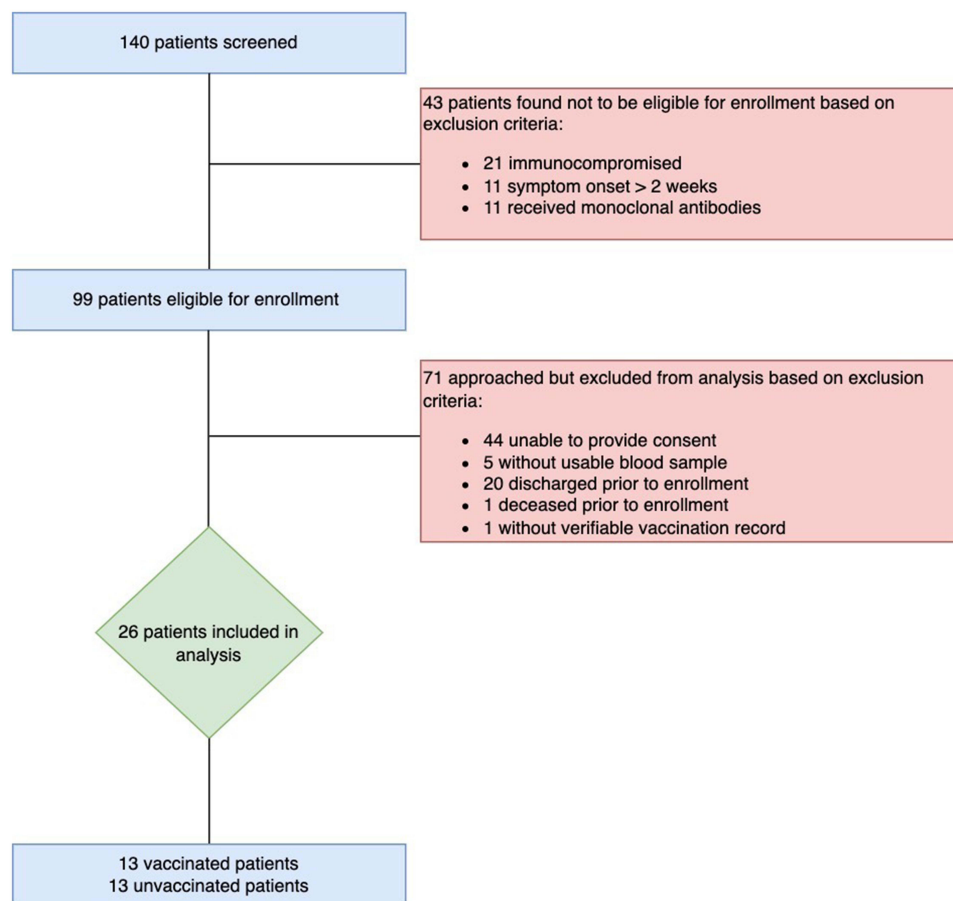 140 patients screened
43 patients found not to be eligible for enrollment based on
exclusion criteria:
• 21 immunocompromised
• 11 symptom onset > 2 weeks
• 11 received monoclonal antibodies
99 patients eligible for enrollment
71 approached but excluded from analysis based on exclusion
criteria:
• 44 unable to provide consent
• 5 without usable blood sample
• 20 discharged prior to enrollment
• 1 deceased prior to enrollment
• 1 without verifiable vaccination record
26 patients included in
analysis
13 vaccinated patients
13 unvaccinated patients